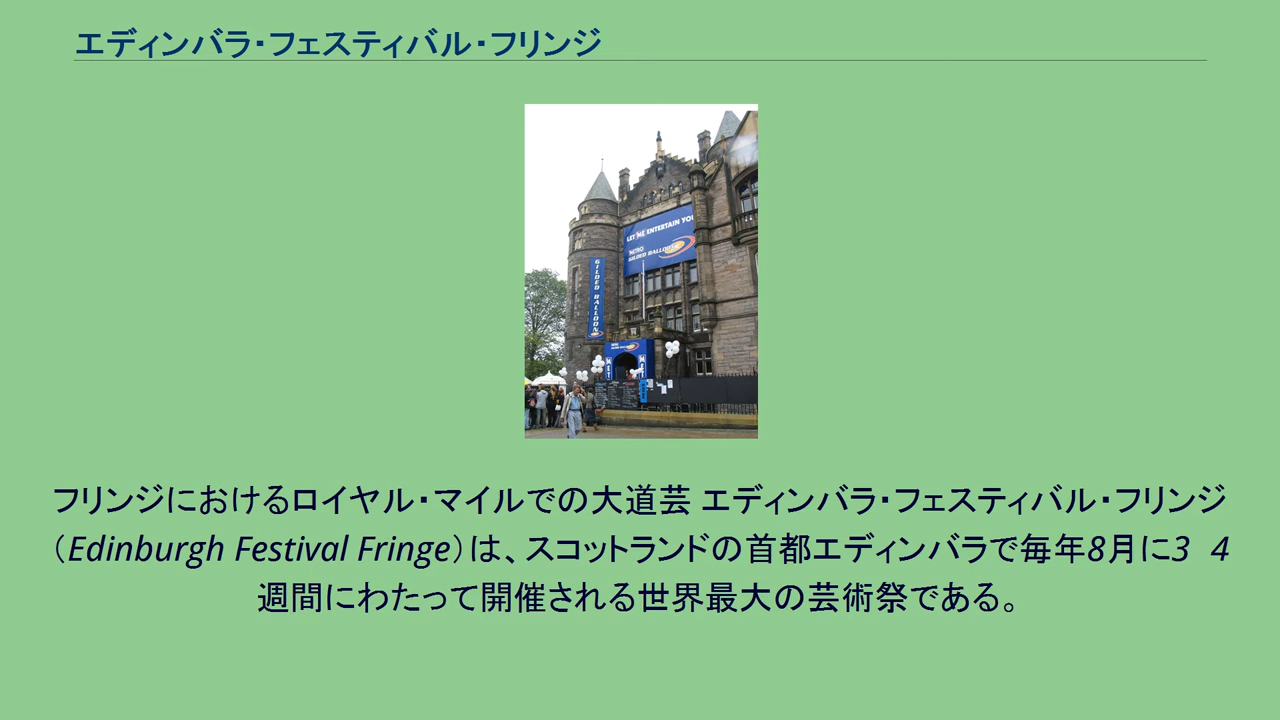 エディンバラ・フェスティバル・フリンジ
LET ME ENTERTAIN YOU
METRO
GILDED BALLOON
GILDED BALLOON
フリンジにおけるロイヤル・マイルでの大道芸 エディンバラ・フェスティバル・フリンジ
（Edinburgh Festival Fringe）は、スコットランドの首都エディンバラで毎年8月に3 4
週間にわたって開催される世界最大の芸術祭である。